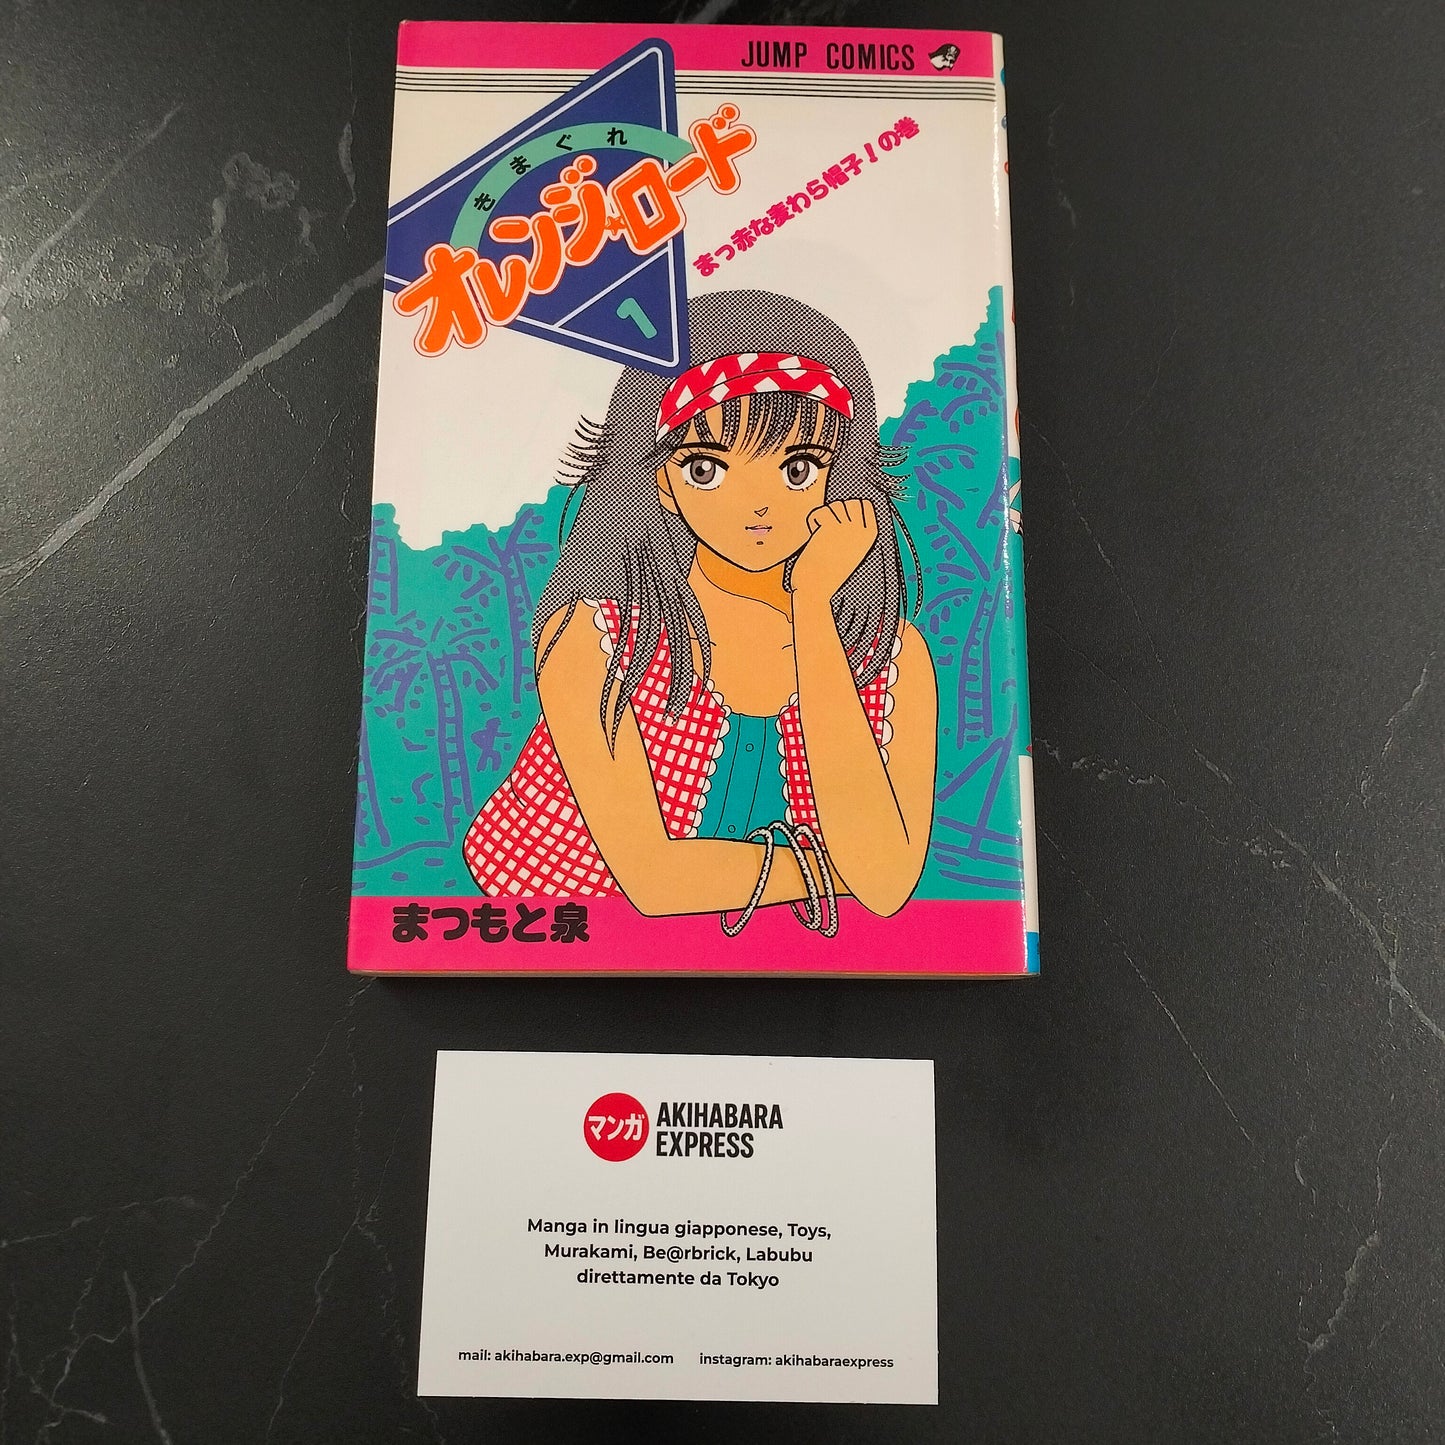 JUMP COMICS
きまぐれ
オレンジ☆ロード
1
まっ赤な麦わら帽子!の巻
まつもと泉
マンガ
AKIHABARA
EXPRESS
Manga in lingua giapponese, Toys,
Murakami, Be@rbrick, Labubu
direttamente da Tokyo
mail: akihabara.exp@gmail.com instagram: akihabaraexpress